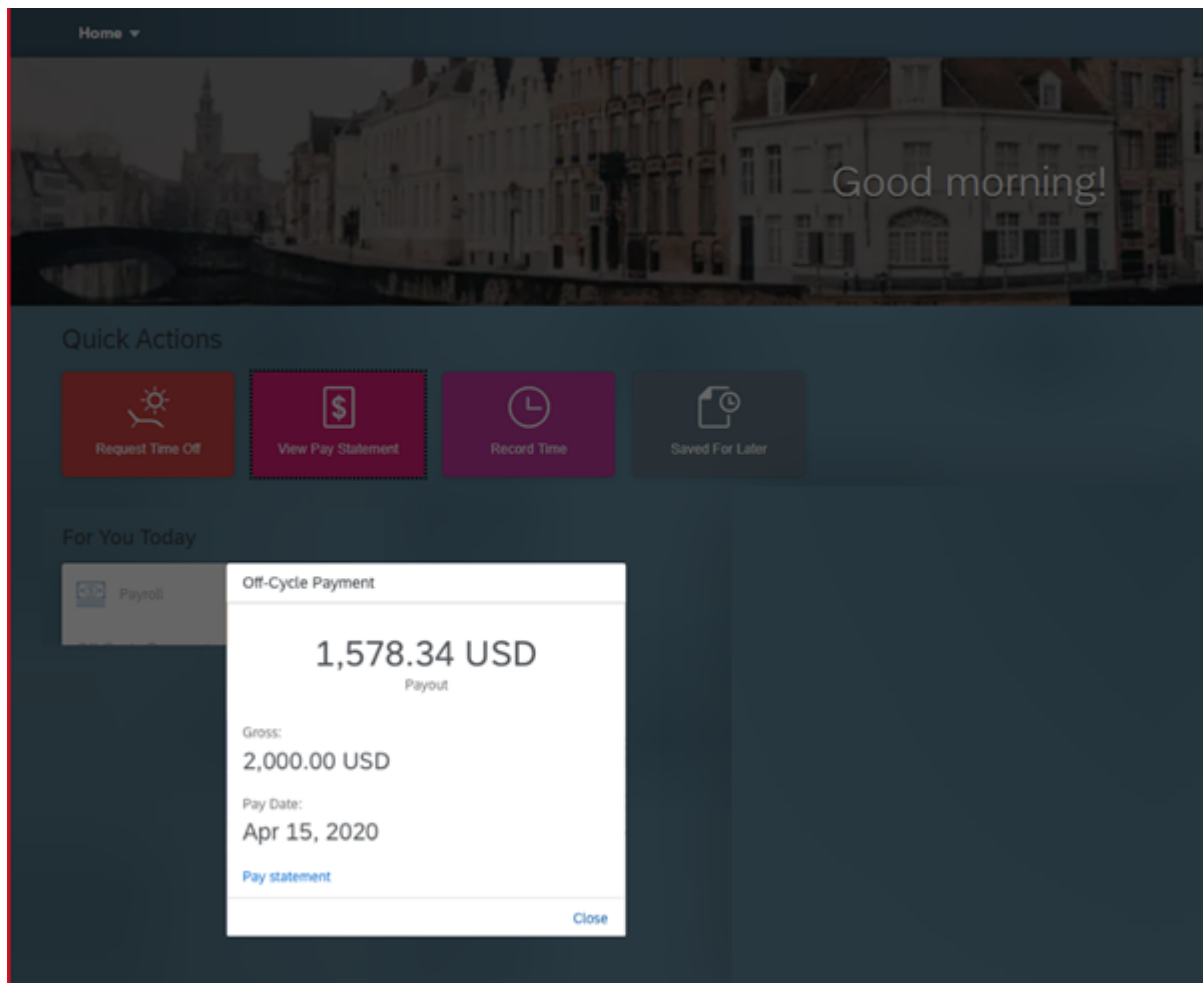 Home
Good morning!
Quick Actions
Request Time Off
View Pay Statement
Record Time
Saved For Later
For You Today
Payroll
Off-Cycle Payment
1,578.34 USD
Payout
Gross:
2,000.00 USD
Pay Date:
Apr 15, 2020
Pay statement
Close